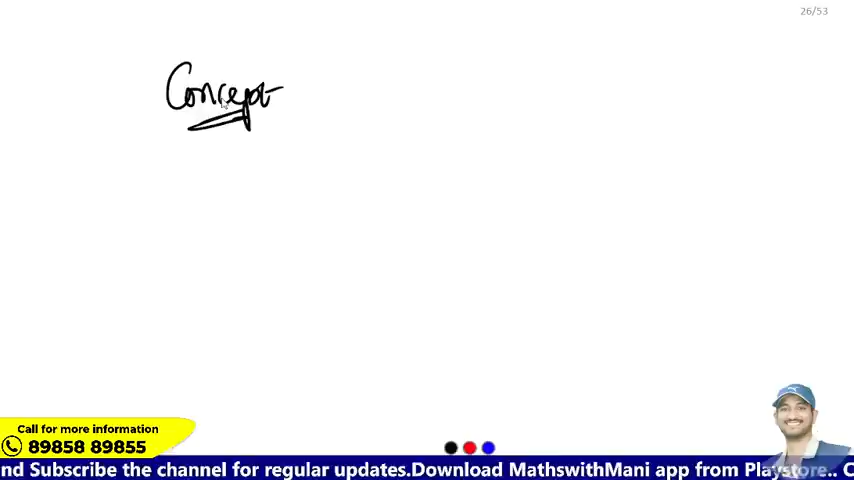 26/53
Concept
Call for more information
89858 89855
nd Subscribe the channel for regular updates.Download MathswithMani app from Playstore.. C